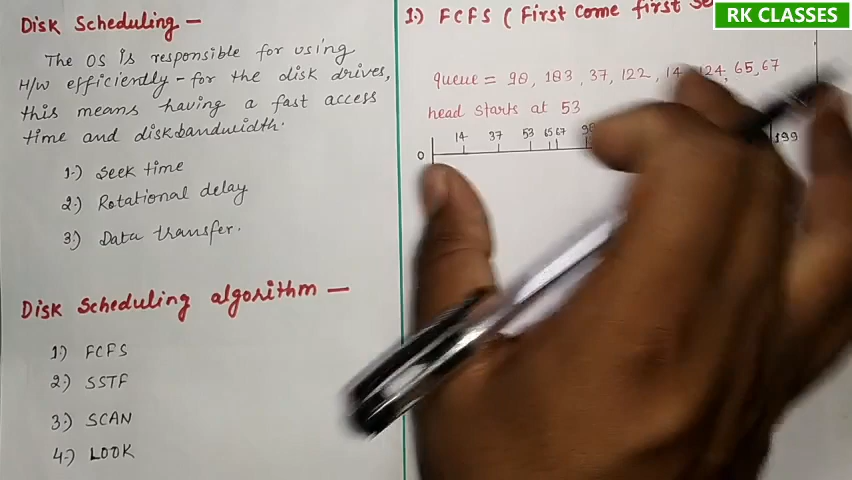 Disk Scheduling -
The OS is responsible for using
H/W efficiently - for the disk drives,
this means having a fast access
time and disk bandwidth.
1.) Seek time
2.) Rotational delay
3.) Data transfer.
Disk Scheduling algorithm -
1.) FCFS
2.) SSTF
3.) SCAN
4.) LOOK
1.) FCFS ( First Come first
RK CLASSES
queue = 98, 183, 37, 122, 14, 124, 65, 67
head starts at 53
0 14 37 53 65 67 199